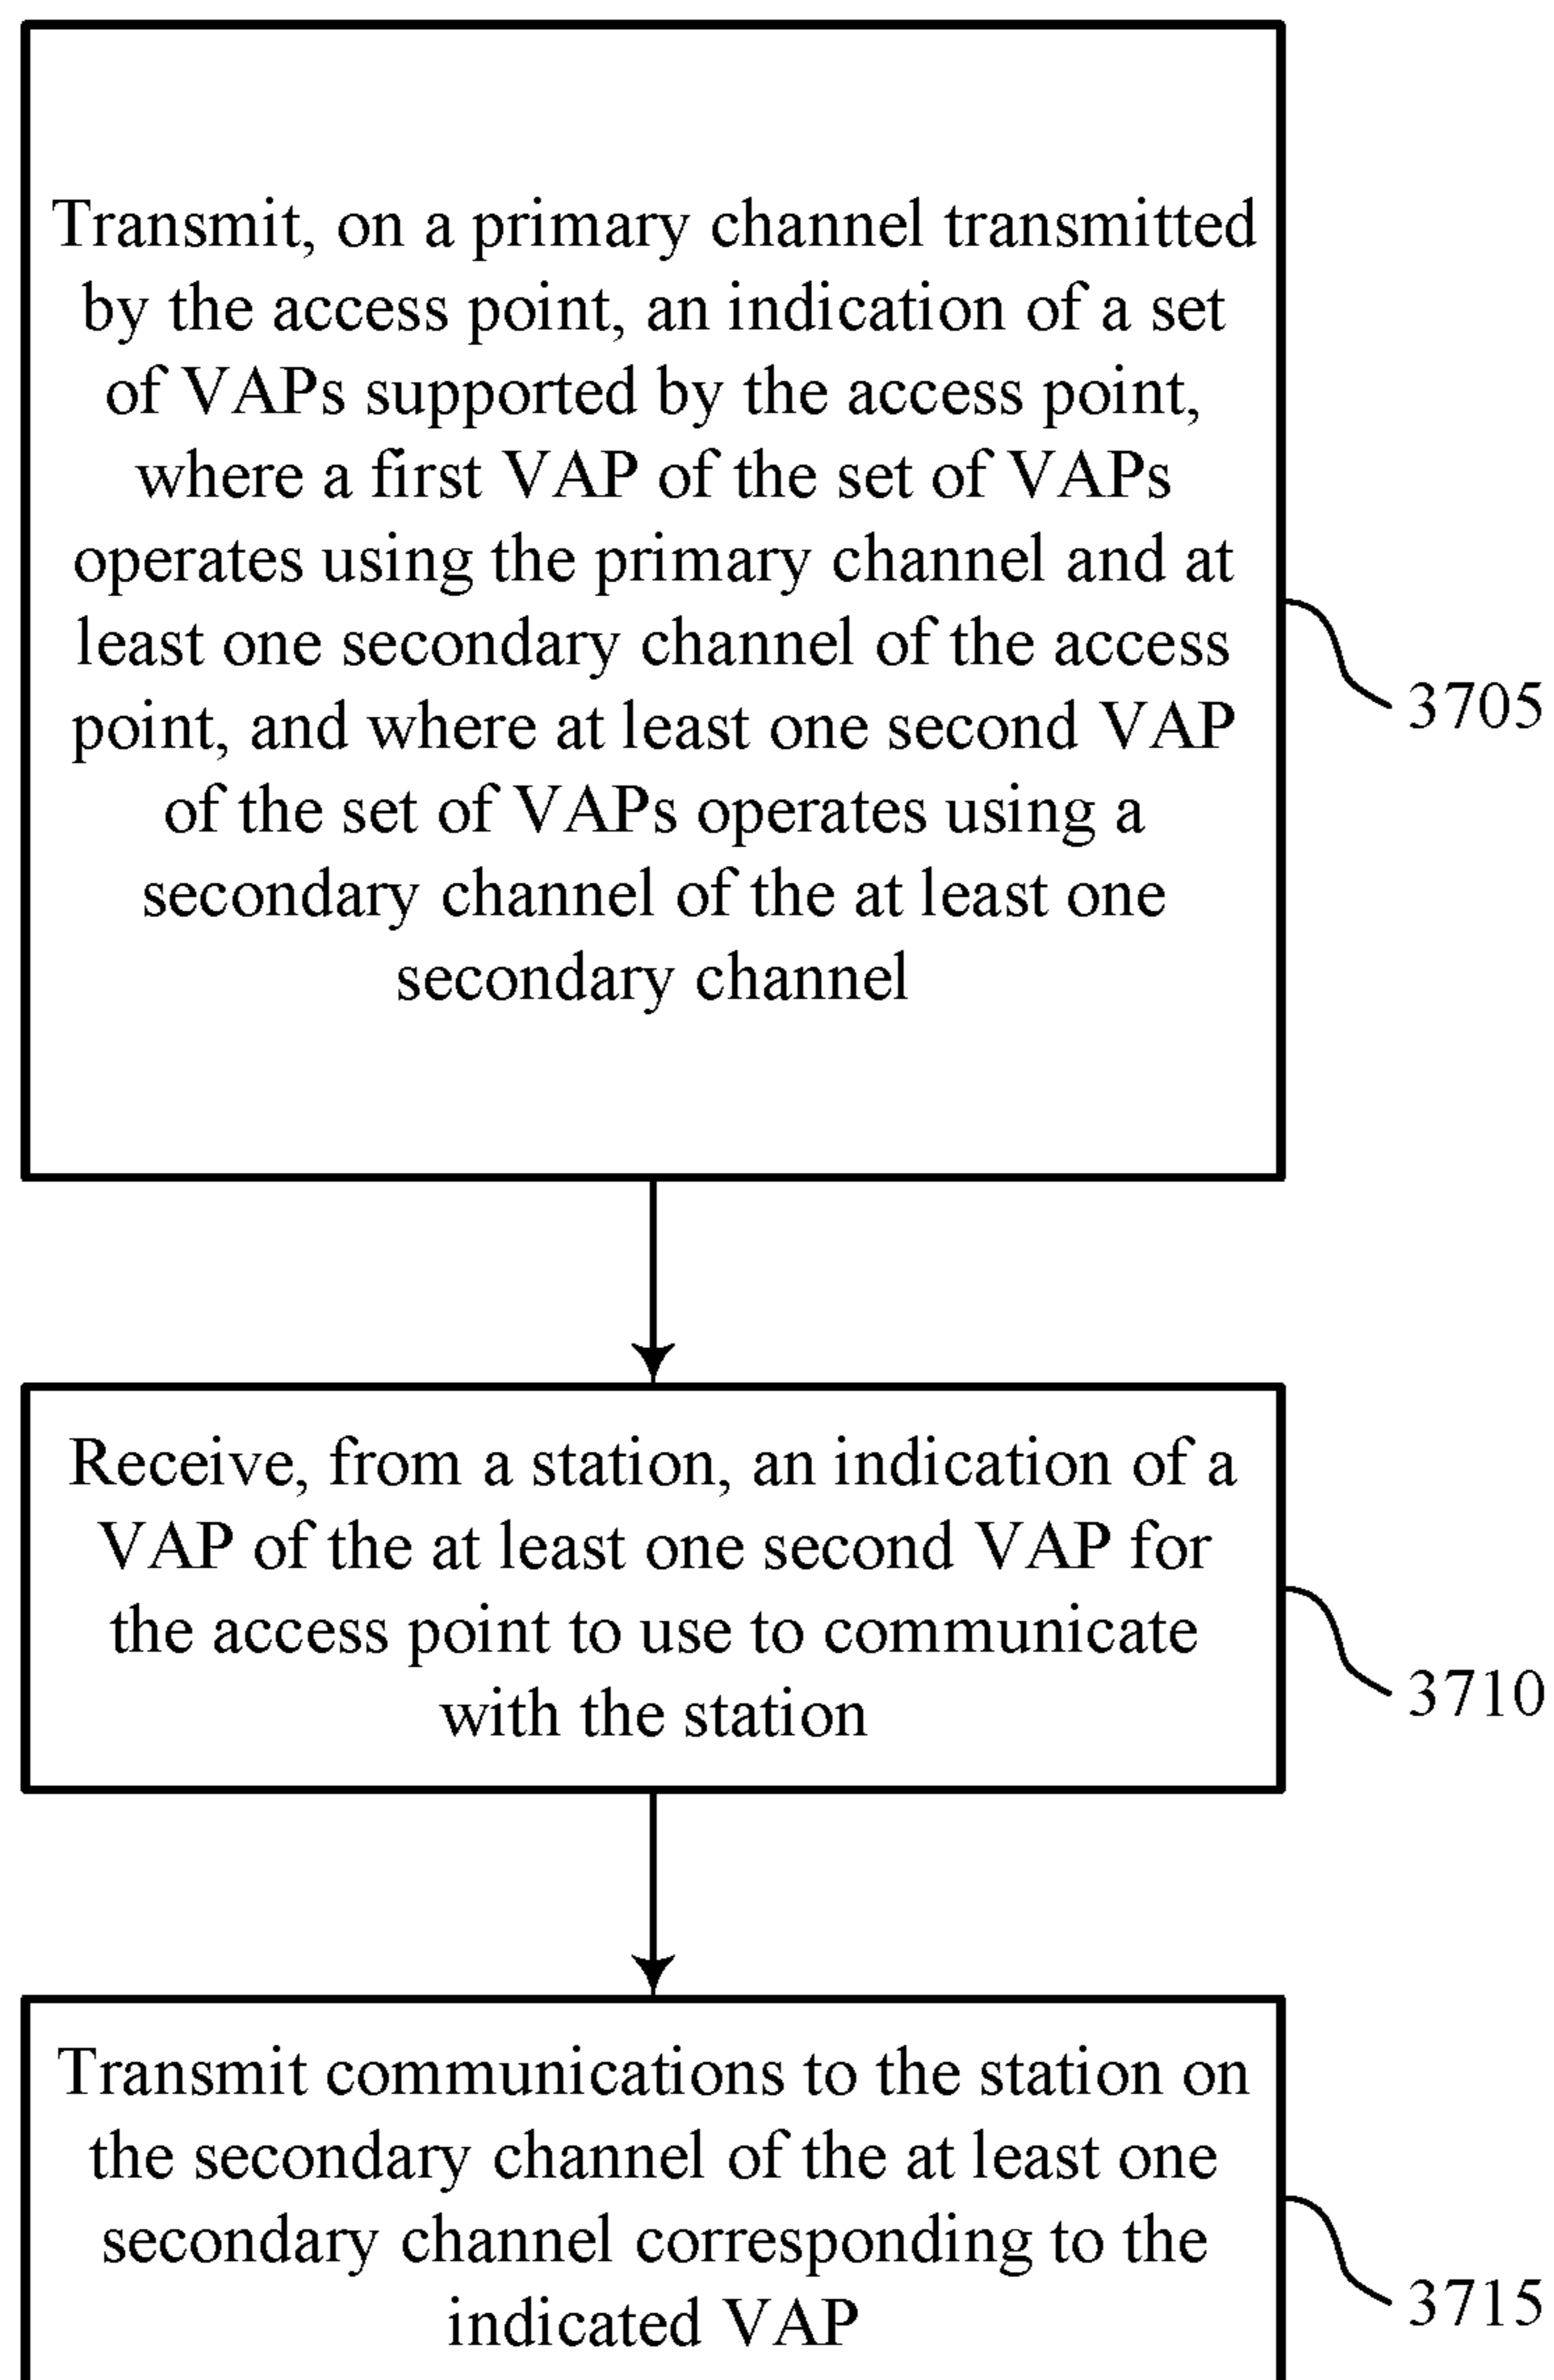 Transmit, on a primary channel transmitted
by the access point, an indication of a set
of VAPs supported by the access point,
where a first VAP of the set of VAPs
operates using the primary channel and at
least one secondary channel of the access
point, and where at least one second VAP
of the set of VAPs operates using a
secondary channel of the at least one
secondary channel
3705
Receive, from a station, an indication of a
VAP of the at least one second VAP for
the access point to use to communicate
with the station
3710
Transmit communications to the station on
the secondary channel of the at least one
secondary channel corresponding to the
indicated VAP
3715